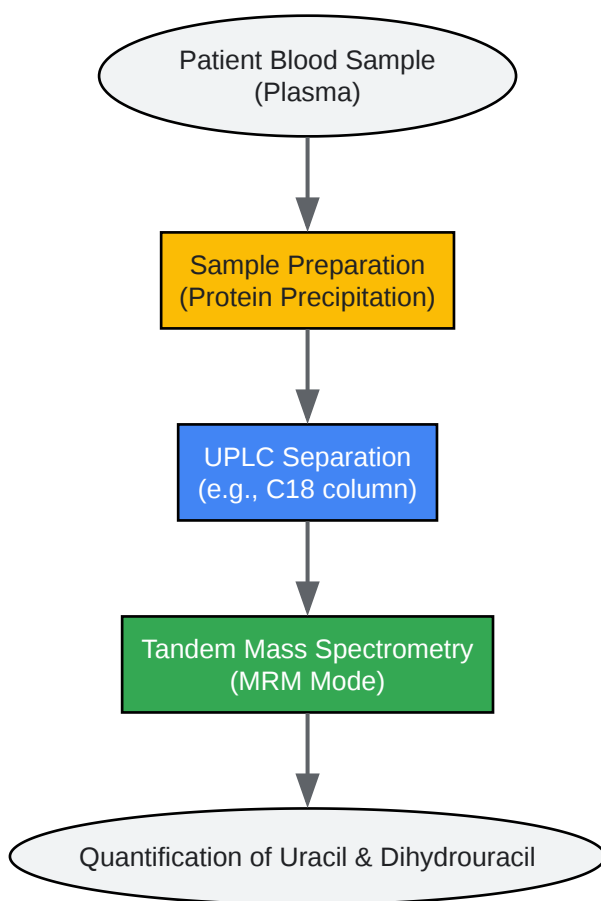 Patient Blood Sample
(Plasma)
Sample Preparation
(Protein Precipitation)
UPLC Separation
(e.g., C18 column)
Tandem Mass Spectrometry
(MRM Mode)
Quantification of Uracil & Dihydrouracil